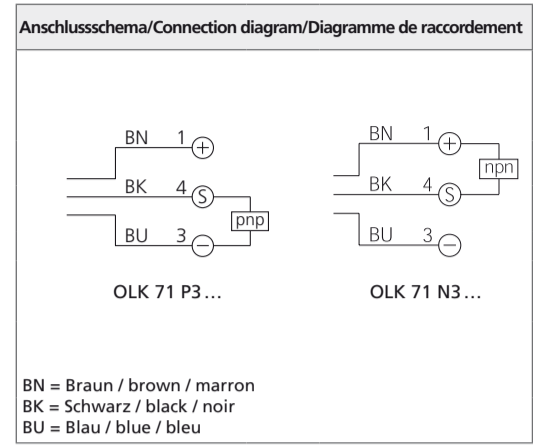 Anschlussschema/Connection diagram/Diagramme de raccordement
BN 1 +
BK 4 S
pnp
BU 3 −
OLK 71 P3...
BN 1 +
npn
BK 4 S
BU 3 −
OLK 71 N3...
BN = Braun / brown / marron
BK = Schwarz / black / noir
BU = Blau / blue / bleu